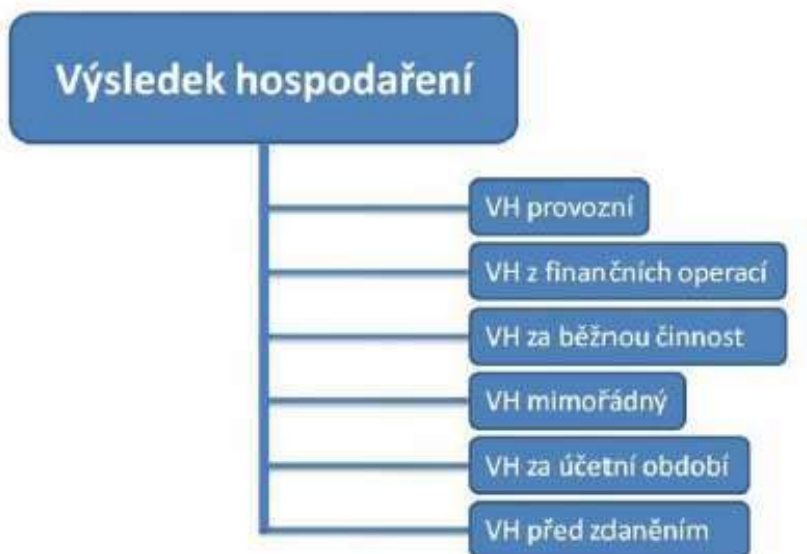 Výsledek hospodaření
VH provozní
VH z finančních operací
VH za běžnou činnost
VH mimořádný
VH za účetní období
VH před zdaněním